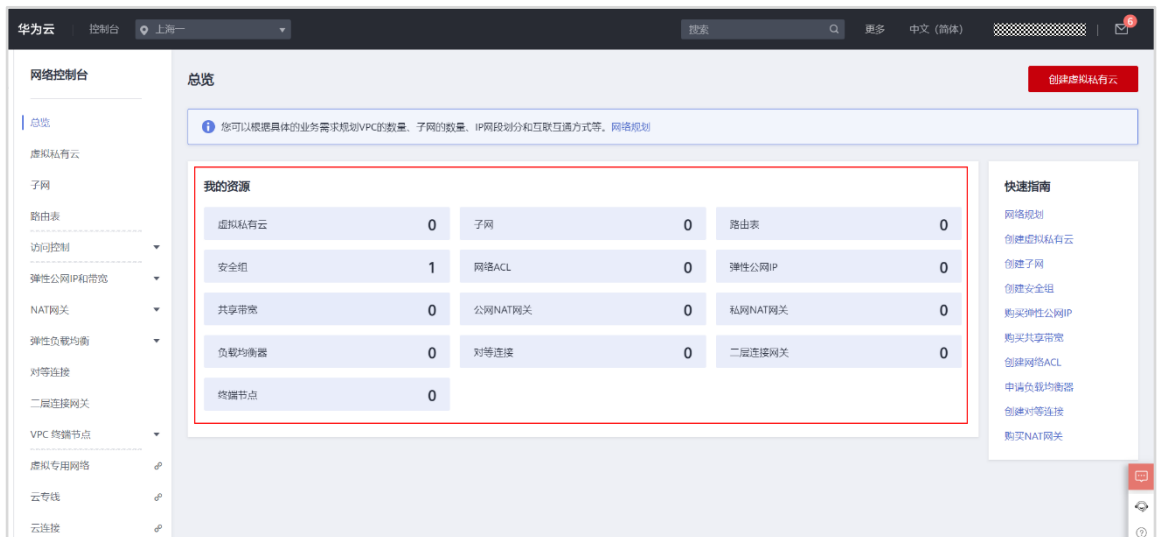 华为云 控制台 上海一 搜索 更多 中文（简体） 6
网络控制台
总览
虚拟私有云
子网
路由表
访问控制
弹性公网IP和带宽
NAT网关
弹性负载均衡
对等连接
二层连接网关
VPC 终端节点
虚拟专用网络
云专线
云连接
总览
创建虚拟私有云
您可以根据具体的业务需求规划VPC的数量、子网的数量、IP网段划分和互联互通方式等。网络规划
我的资源
虚拟私有云 0 子网 0 路由表 0
安全组 1 网络ACL 0 弹性公网IP 0
共享带宽 0 公网NAT网关 0 私网NAT网关 0
负载均衡器 0 对等连接 0 二层连接网关 0
终端节点 0
快速指南
网络规划
创建虚拟私有云
创建子网
创建安全组
购买弹性公网IP
购买共享带宽
创建网络ACL
申请负载均衡器
创建对等连接
购买NAT网关